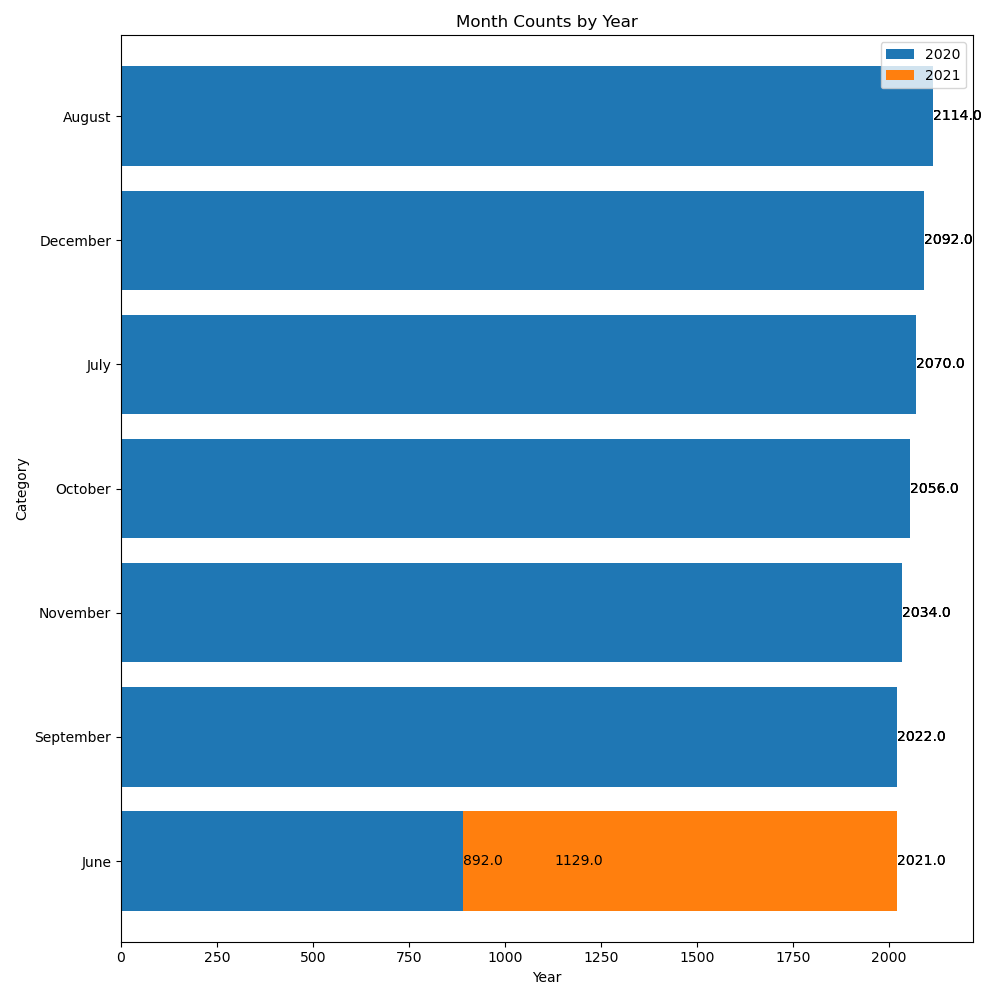 Month Counts by Year
2020
2021
August
2114.0
December
2092.0
July
2070.0
October
2056.0
November
2034.0
September
2022.0
June
892.0
1129.0
2021.0
Category
0
250
500
750
1000
1250
1500
1750
2000
Year